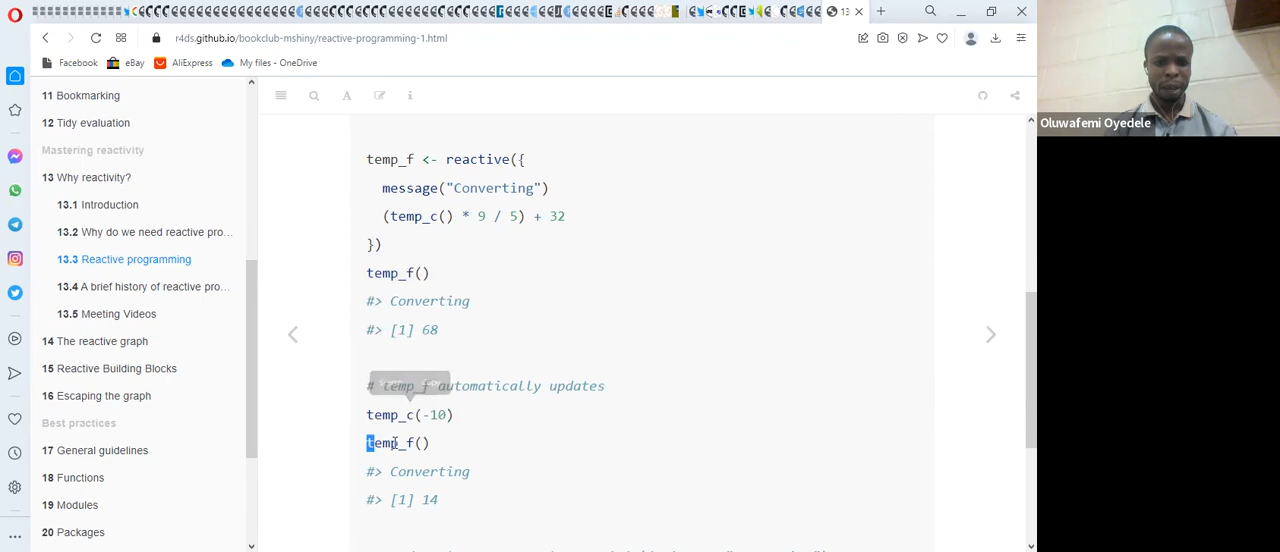 13
r4ds.github.io/bookclub-mshiny/reactive-programming-1.html
Facebook
eBay
AliExpress
My files - OneDrive
11 Bookmarking
12 Tidy evaluation
Mastering reactivity
13 Why reactivity?
13.1 Introduction
13.2 Why do we need reactive pro...
13.3 Reactive programming
13.4 A brief history of reactive pro...
13.5 Meeting Videos
14 The reactive graph
15 Reactive Building Blocks
16 Escaping the graph
Best practices
17 General guidelines
18 Functions
19 Modules
20 Packages
temp_f <- reactive({
message("Converting")
(temp_c() * 9 / 5) + 32
})
temp_f()
#> Converting
#> [1] 68
# temp_f automatically updates
temp_c(-10)
temp_f()
#> Converting
#> [1] 14
Oluwafemi Oyedele